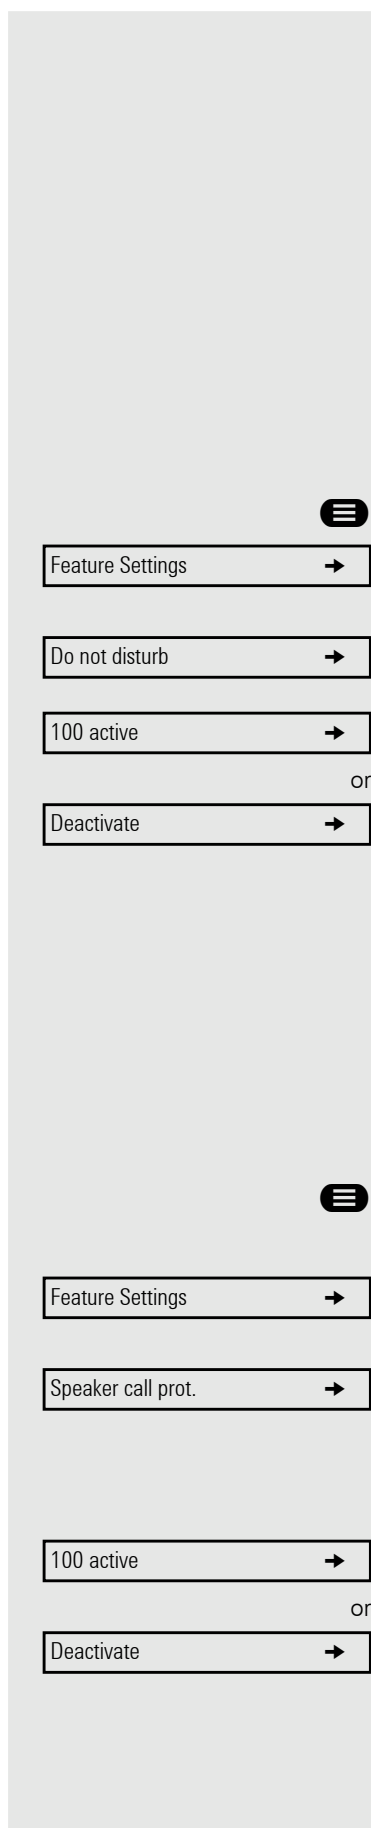 Feature Settings
Do not disturb
100 active
or
Deactivate
Feature Settings
Speaker call prot.
100 active
or
Deactivate